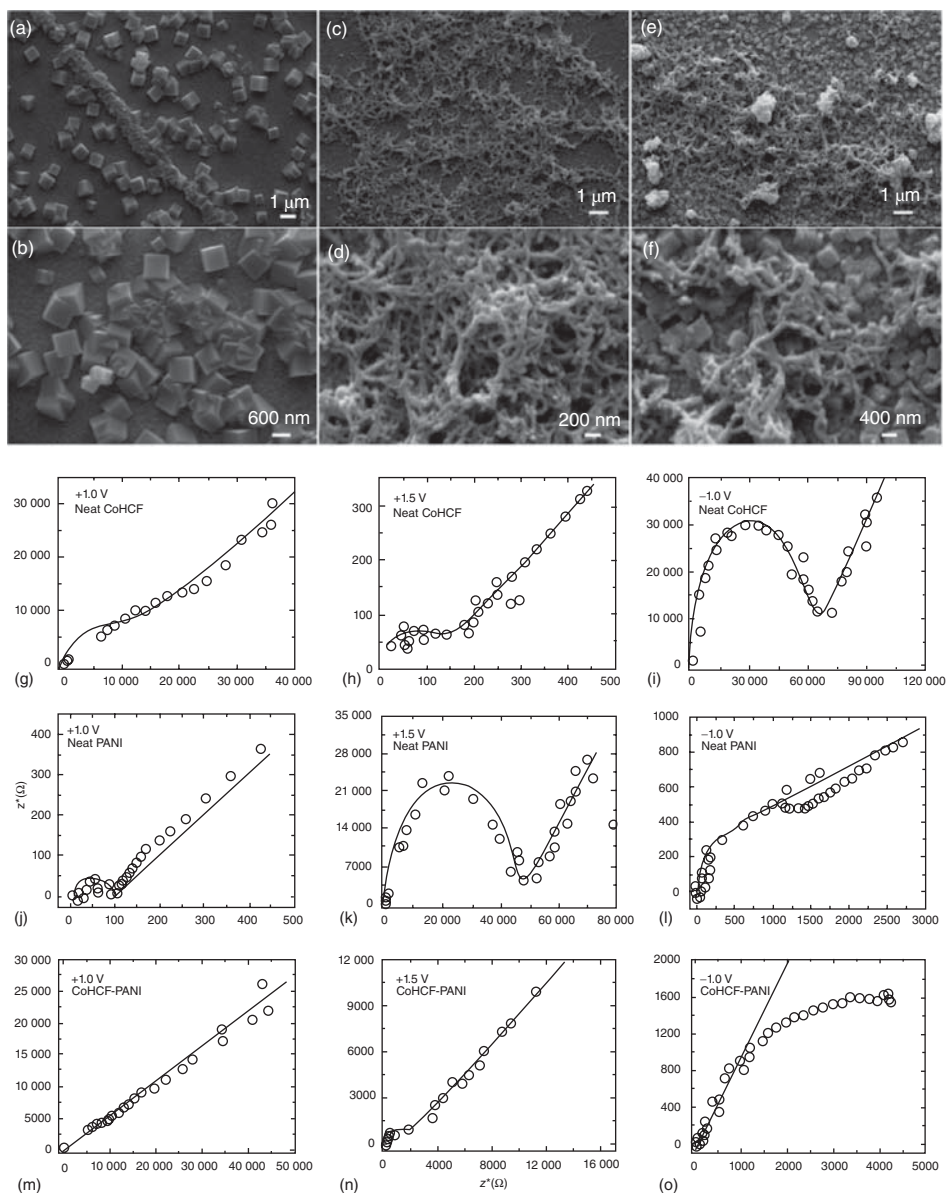 (a)
1 μm
(c)
1 μm
(e)
1 μm
(b)
600 nm
(d)
200 nm
(f)
400 nm
+1.0 V
Neat CoHCF
30 000
20 000
10 000
0
0 10 000 20 000 30 000 40 000
(g)
+1.5 V
Neat CoHCF
300
200
100
0
0 100 200 300 400 500
(h)
−1.0 V
Neat CoHCF
40 000
30 000
20 000
10 000
0
0 30 000 60 000 90 000 120 000
(i)
+1.0 V
Neat PANI
400
300
200
100
0
z*(Ω)
0 100 200 300 400 500
(j)
+1.5 V
Neat PANI
35 000
28 000
21 000
14 000
7000
0
0 20 000 40 000 60 000 80 000
(k)
−1.0 V
Neat PANI
1000
800
600
400
200
0
0 500 1000 1500 2000 2500 3000
(l)
+1.0 V
CoHCF-PANI
30 000
25 000
20 000
15 000
10 000
5000
0
0 10 000 20 000 30 000 40 000 50 000
(m)
+1.5 V
CoHCF-PANI
12 000
9000
6000
3000
0
0 4000 8000 12 000 16 000
z*(Ω)
(n)
−1.0 V
CoHCF-PANI
2000
1600
1200
800
400
0
0 1000 2000 3000 4000 5000
(o)